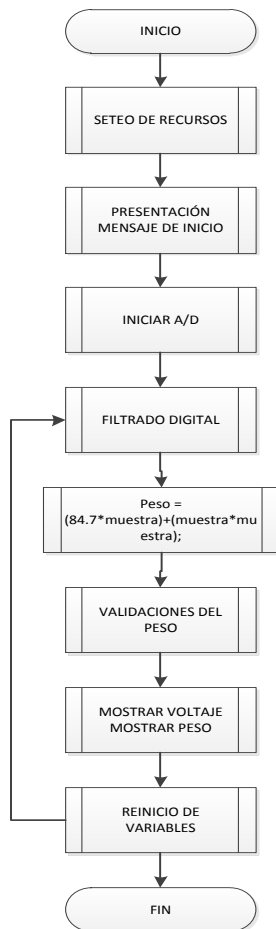 INICIO
SETEO DE RECURSOS
PRESENTACIÓN
MENSAJE DE INICIO
INICIAR A/D
FILTRADO DIGITAL
Peso =
(84.7*muestra)+(muestra*mu
estra);
VALIDACIONES DEL
PESO
MOSTRAR VOLTAJE
MOSTRAR PESO
REINICIO DE
VARIABLES
FIN